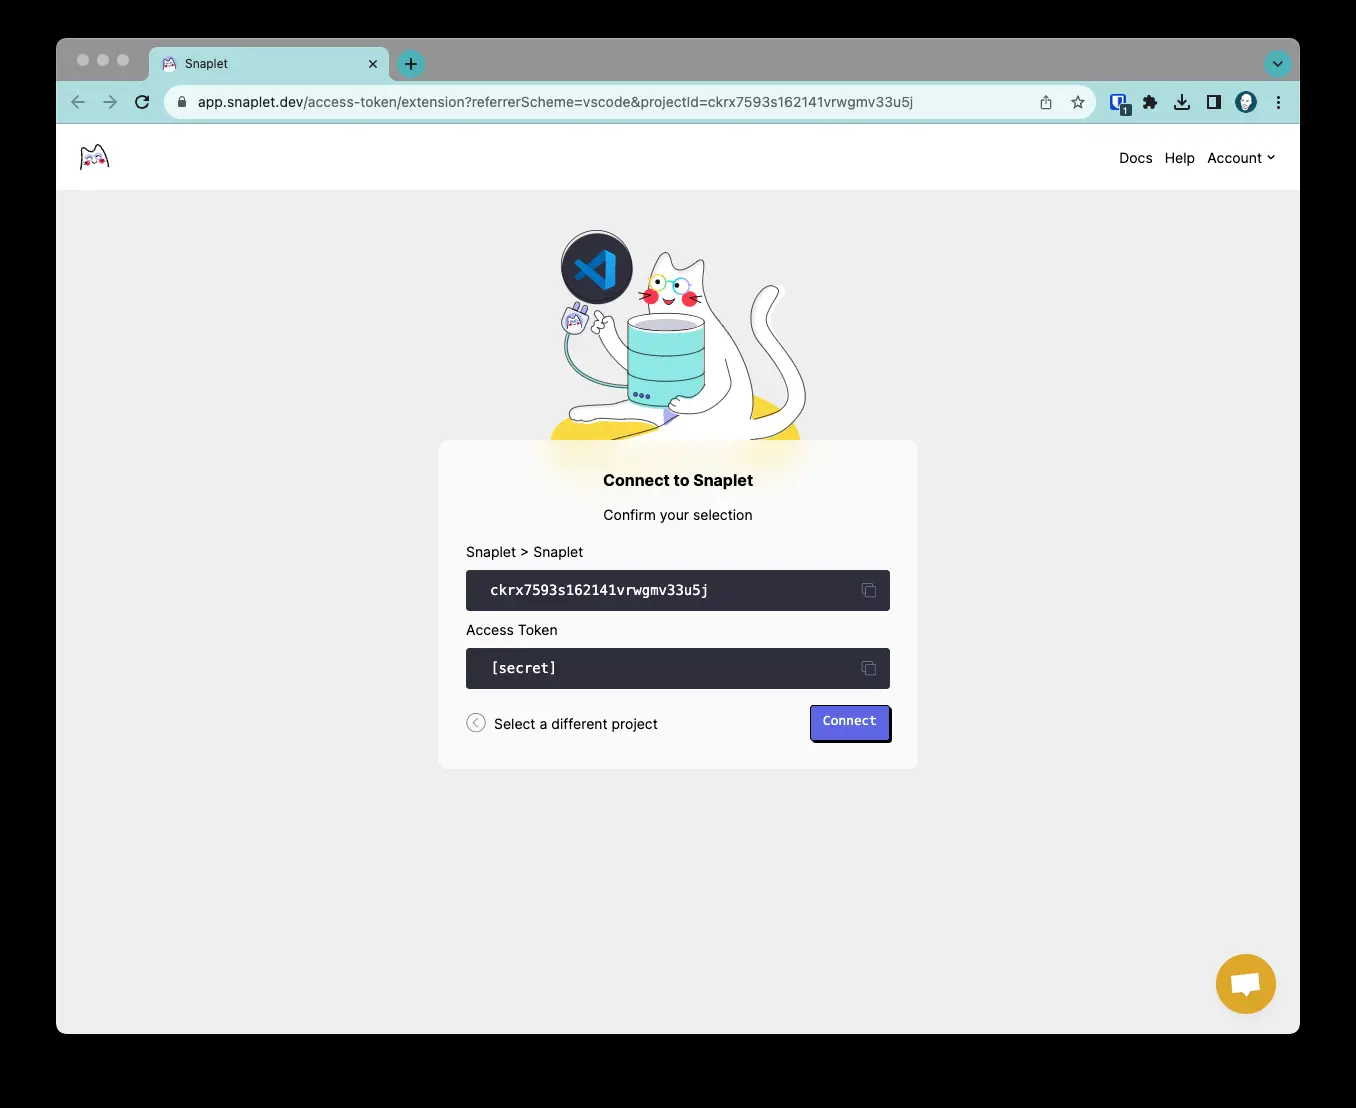 Snaplet
app.snaplet.dev/access-token/extension?referrerScheme=vscode&projectId=ckrx7593s162141vrwgmv33u5j
1
Docs Help Account
Connect to Snaplet
Confirm your selection
Snaplet > Snaplet
ckrx7593s162141vrwgmv33u5j
Access Token
[secret]
Select a different project
Connect